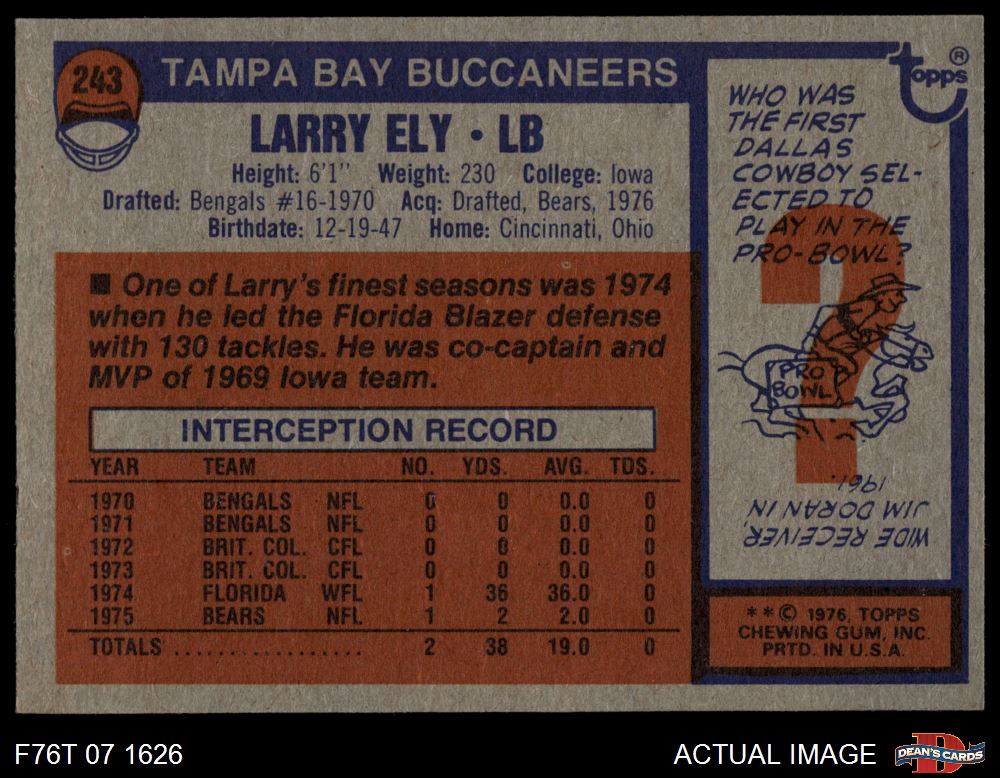 243
TAMPA BAY BUCCANEERS
LARRY ELY • LB
Height: 6'1" Weight: 230 College: Iowa
Drafted: Bengals #16-1970 Acq: Drafted, Bears, 1976
Birthdate: 12-19-47 Home: Cincinnati, Ohio
■ One of Larry's finest seasons was 1974
when he led the Florida Blazer defense
with 130 tackles. He was co-captain and
MVP of 1969 Iowa team.
INTERCEPTION RECORD
YEAR TEAM NO. YDS. AVG. TDS.
1970 BENGALS NFL 0 0 0.0 0
1971 BENGALS NFL 0 0 0.0 0
1972 BRIT. COL. CFL 0 0 0.0 0
1973 BRIT. COL. CFL 0 0 0.0 0
1974 FLORIDA WFL 1 36 36.0 0
1975 BEARS NFL 1 2 2.0 0
TOTALS ................. 2 38 19.0 0
topps ®
WHO WAS
THE FIRST
DALLAS
COWBOY SEL-
ECTED TO
PLAY IN THE
PRO-BOWL?
?
PRO
BOWL
WIDE RECEIVER,
JIM DORAN IN
1961.
**© 1976, TOPPS
CHEWING GUM, INC.
PRTD. IN U.S.A.
F76T 07 1626
ACTUAL IMAGE
D
DEAN'S CARDS